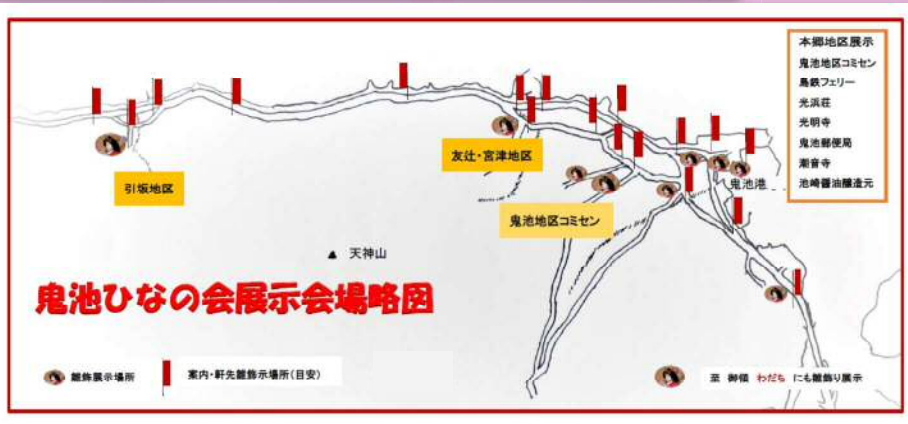 本郷地区展示
鬼池地区コミセン
島鉄フェリー
光浜荘
光明寺
鬼池郵便局
潮音寺
池崎醤油醸造元
友辻・宮津地区
引坂地区
鬼池港
鬼池地区コミセン
▲ 天神山
鬼池ひなの会展示会場略図
雛飾展示場所
案内・軒先雛飾示場所(目安)
至 御領 わだち にも雛飾り展示